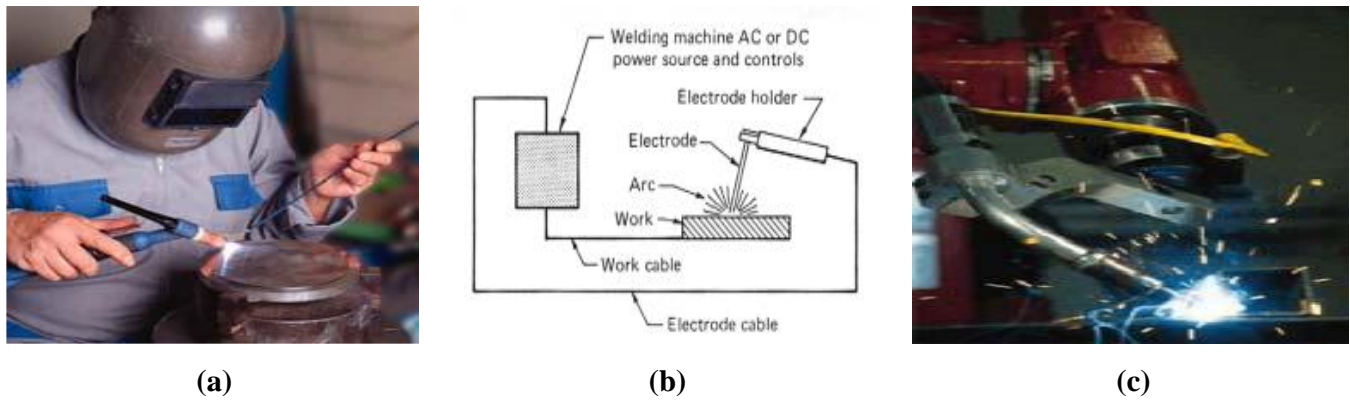 Welding machine AC or DC
power source and controls
Electrode holder
Electrode
Arc
Work
Work cable
Electrode cable
(a)
(b)
(c)